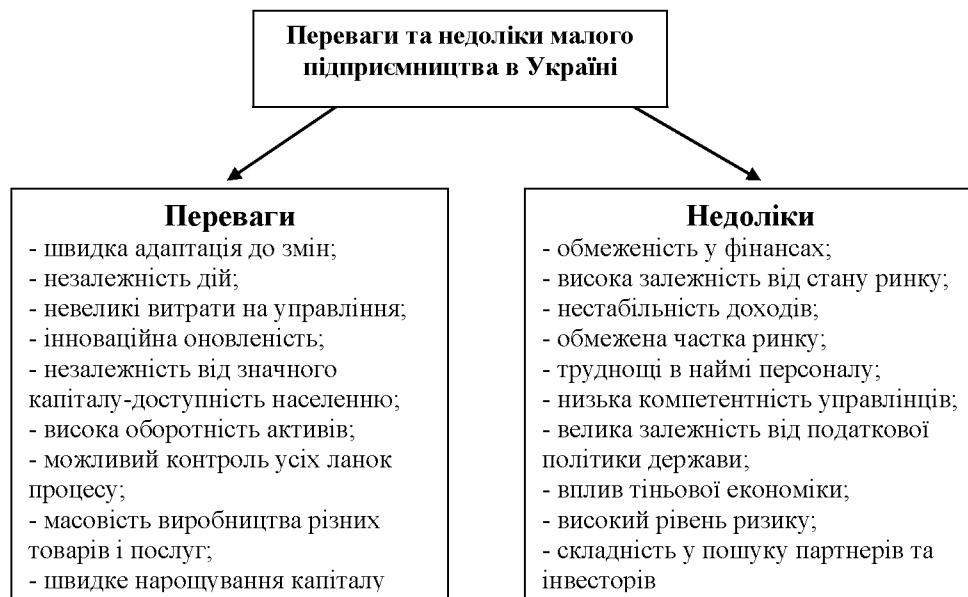 Переваги та недоліки малого
підприємництва в Україні
Переваги
- швидка адаптація до змін;
- незалежність дій;
- невеликі витрати на управління;
- інноваційна оновленість;
- незалежність від значного
капіталу-доступність населенню;
- висока оборотність активів;
- можливий контроль усіх ланок
процесу;
- масовість виробництва різних
товарів і послуг;
- швидке нарощування капіталу
Недоліки
- обмеженість у фінансах;
- висока залежність від стану ринку;
- нестабільність доходів;
- обмежена частка ринку;
- труднощі в наймі персоналу;
- низька компетентність управлінців;
- велика залежність від податкової
політики держави;
- вплив тіньової економіки;
- високий рівень ризику;
- складність у пошуку партнерів та
інвесторів